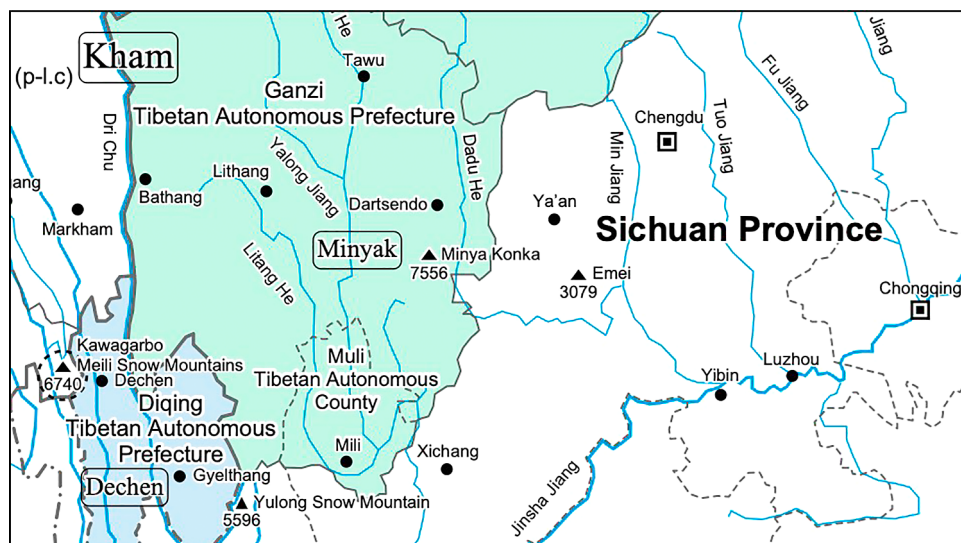 He
Jiang
Kham
(p-l.c)
Tawu
Ganzi
Tibetan Autonomous Prefecture
Fu Jiang
Tuo Jiang
Chengdu
Dri Chu
Dadu He
Min Jiang
Yalong Jiang
ang
Bathang
Lithang
Dartsendo
Ya'an
Markham
Sichuan Province
Minyak
Minya Konka
7556
Litang He
Emei
3079
Chongqing
Kawagarbo
Meili Snow Mountains
6740
Dechen
Muli
Tibetan Autonomous
County
Luzhou
Yibin
Diqing
Tibetan Autonomous
Prefecture
Mili
Xichang
Gyelthang
Dechen
Yulong Snow Mountain
5596
Jinsha Jiang